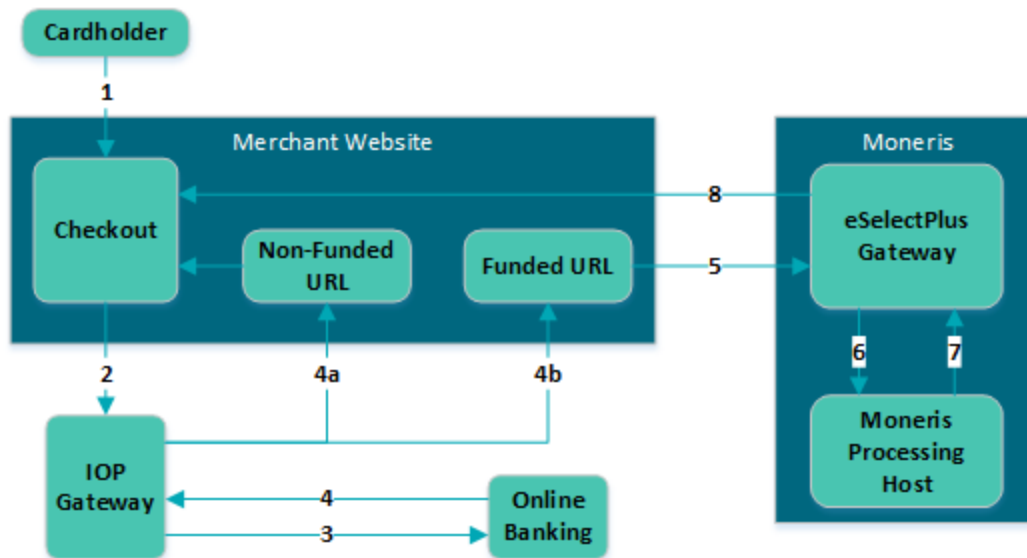 Cardholder
1
Merchant Website
Moneris
Checkout
8
eSelectPlus
Gateway
Non-Funded
URL
Funded URL
5
2
4a
4b
6
7
IOP
Gateway
4
3
Online
Banking
Moneris
Processing
Host